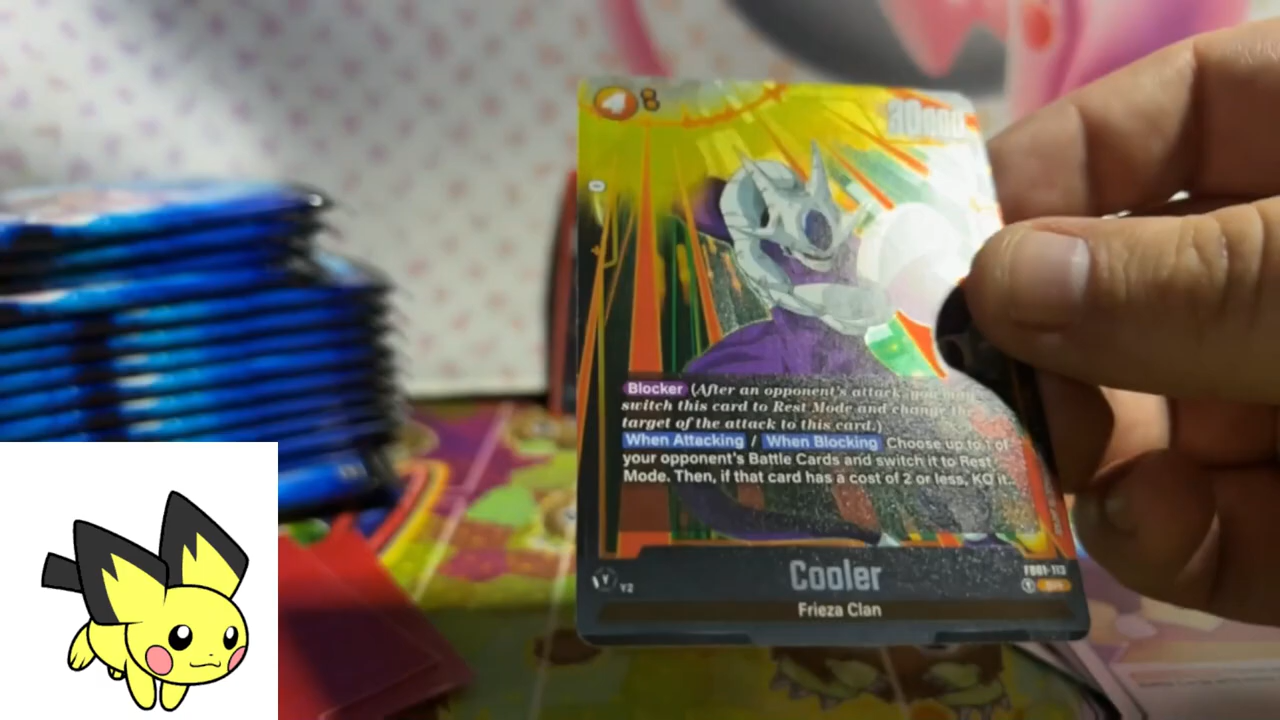 4
Blocker (After an opponent's attack, you may
switch this card to Rest Mode and change the
target of the attack to this card.)
When Attacking / When Blocking Choose up to 1 of
your opponent's Battle Cards and switch it to Rest
Mode. Then, if that card has a cost of 2 or less, KO it.
Cooler
FB01-113
Y Y2
Frieza Clan